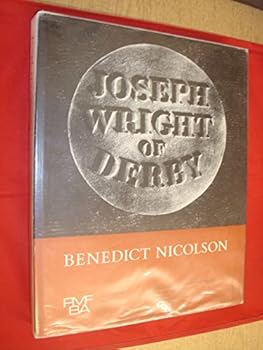 JOSEPH
WRIGHT
OF
DERBY
BENEDICT NICOLSON
PMF
BA